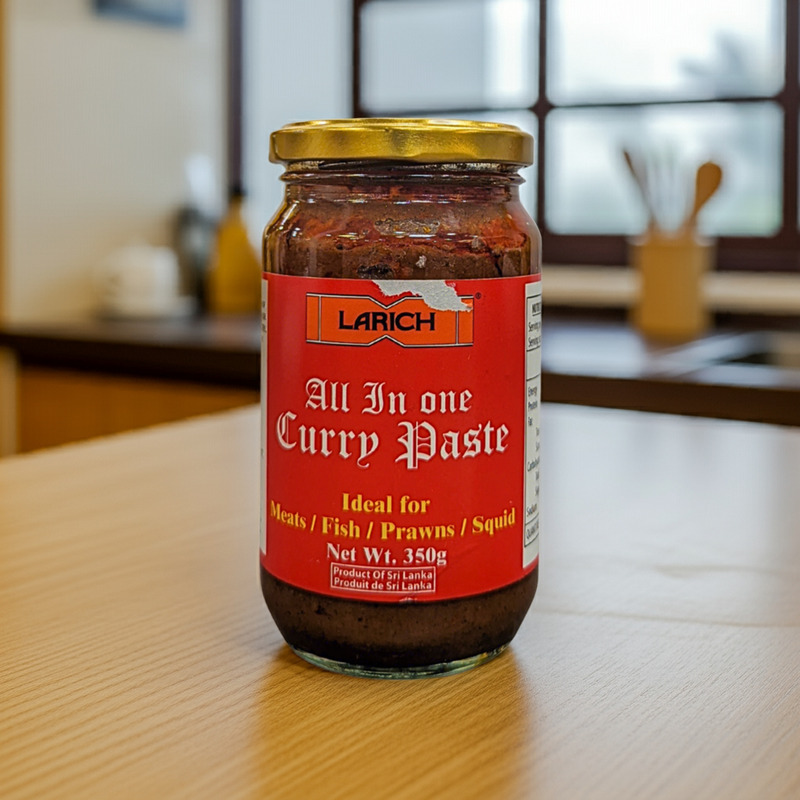 LARICH
All In one
Curry Paste
Ideal for
Meats / Fish / Prawns / Squid
Net Wt. 350g
Product Of Sri Lanka
Produit de Sri Lanka